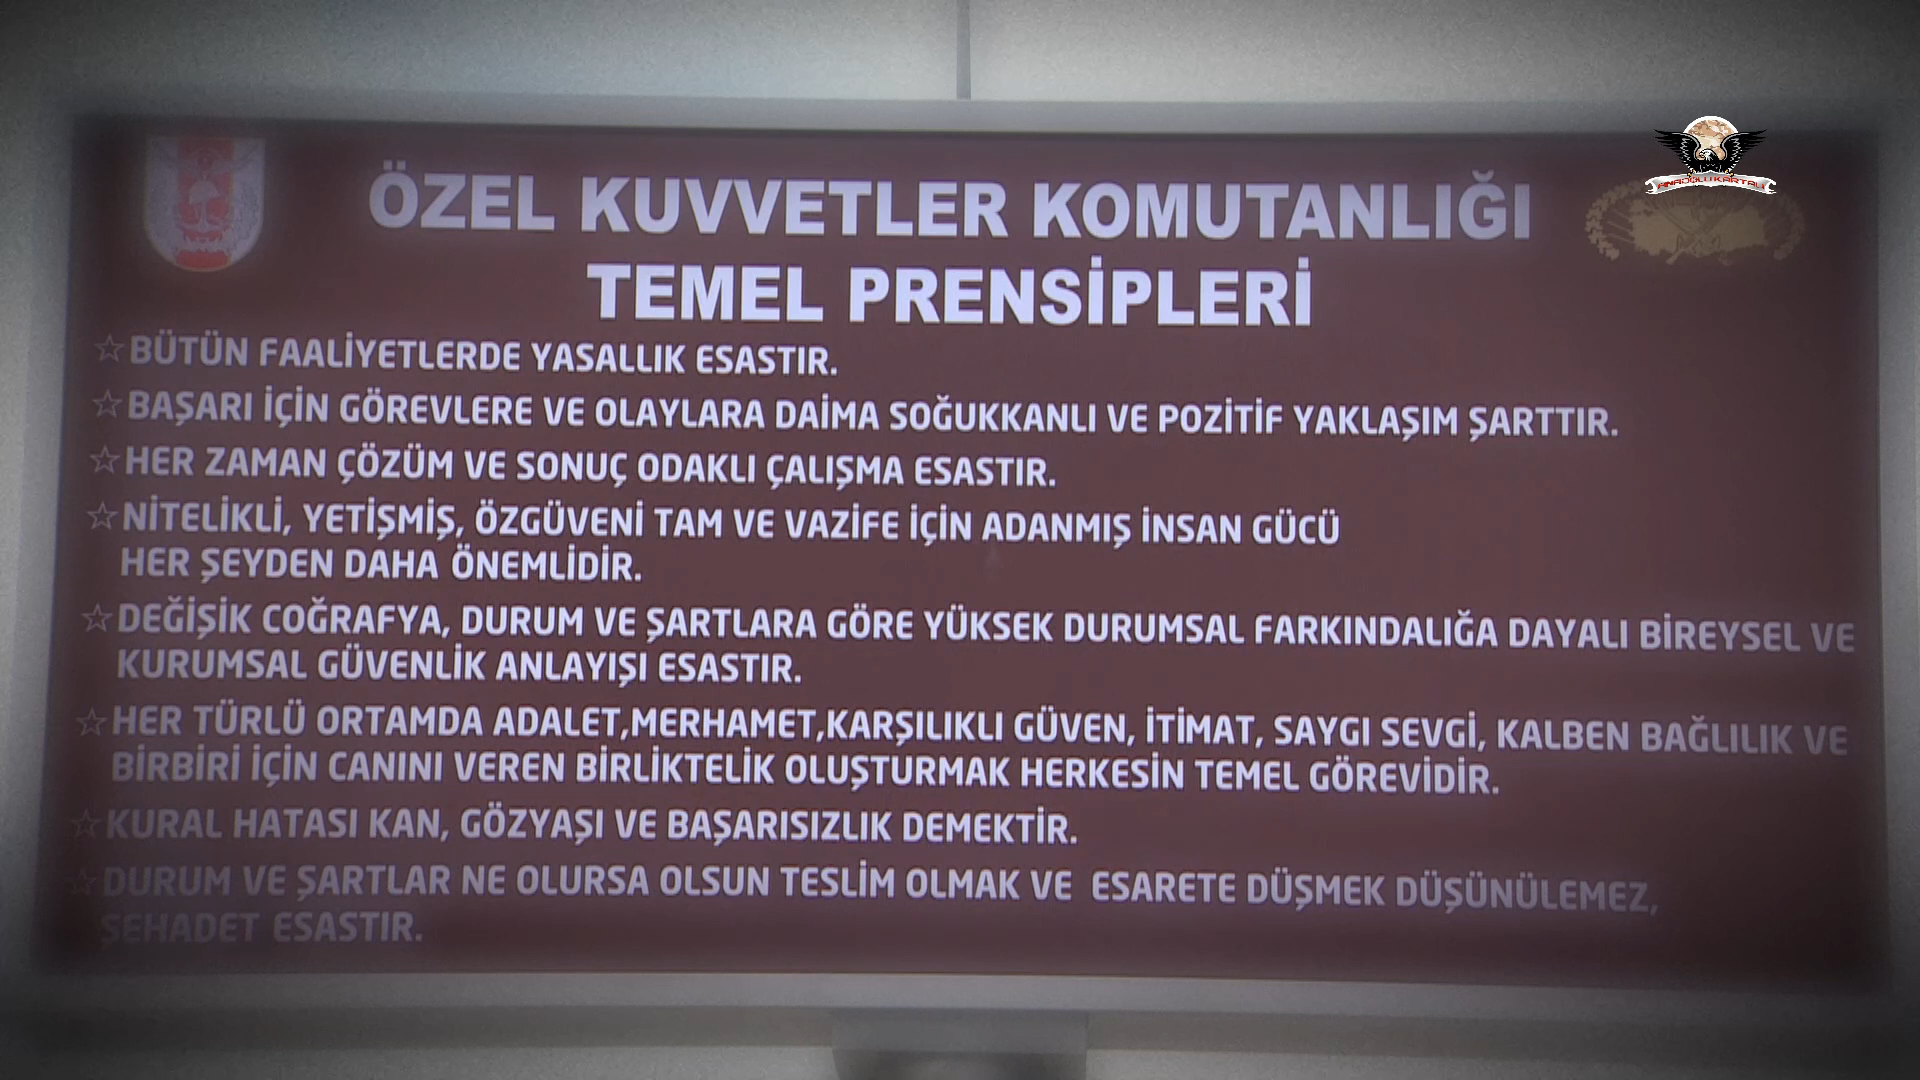 ANADOLU KARTALI
ÖZEL KUVVETLER KOMUTANLIĞI
TEMEL PRENSİPLERİ
☆BÜTÜN FAALİYETLERDE YASALLIK ESASTIR.
☆BAŞARI İÇİN GÖREVLERE VE OLAYLARA DAİMA SOĞUKKANLI VE POZİTİF YAKLAŞIM ŞARTTIR.
☆HER ZAMAN ÇÖZÜM VE SONUÇ ODAKLI ÇALIŞMA ESASTIR.
☆NİTELİKLİ, YETİŞMİŞ, ÖZGÜVENİ TAM VE VAZİFE İÇİN ADANMIŞ İNSAN GÜCÜ
HER ŞEYDEN DAHA ÖNEMLİDİR.
☆DEĞİŞİK COĞRAFYA, DURUM VE ŞARTLARA GÖRE YÜKSEK DURUMSAL FARKINDALIĞA DAYALI BİREYSEL VE
KURUMSAL GÜVENLİK ANLAYIŞI ESASTIR.
☆HER TÜRLÜ ORTAMDA ADALET,MERHAMET,KARŞILIKLI GÜVEN, İTİMAT, SAYGI SEVGİ, KALBEN BAĞLILIK VE
BİRBİRİ İÇİN CANINI VEREN BİRLİKTELİK OLUŞTURMAK HERKESİN TEMEL GÖREVİDİR.
☆KURAL HATASI KAN, GÖZYAŞI VE BAŞARISIZLIK DEMEKTİR.
☆DURUM VE ŞARTLAR NE OLURSA OLSUN TESLİM OLMAK VE ESARETE DÜŞMEK DÜŞÜNÜLEMEZ,
ŞEHADET ESASTIR.